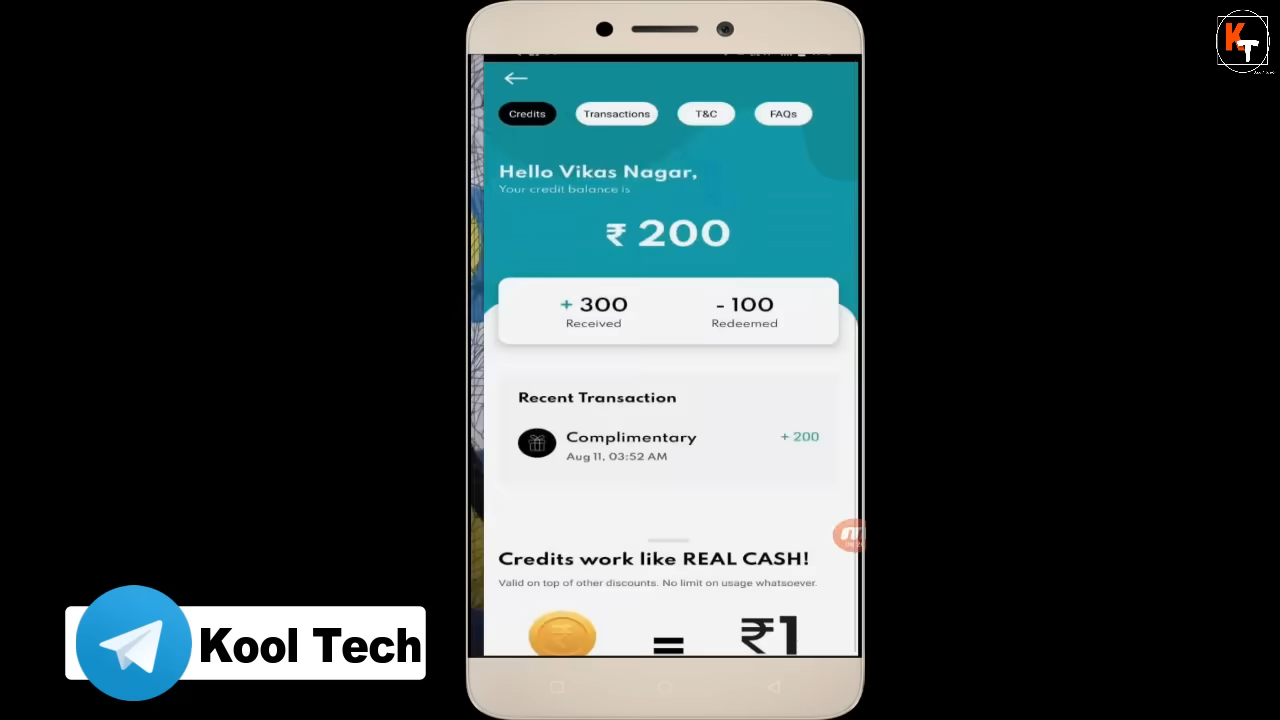 KT
Credits
Transactions
T&C
FAQs
Hello Vikas Nagar,
Your credit balance is
₹ 200
+ 300
Received
- 100
Redeemed
Recent Transaction
Complimentary
+ 200
Aug 11, 03:52 AM
Credits work like REAL CASH!
Valid on top of other discounts. No limit on usage whatsoever.
= ₹1
Kool Tech